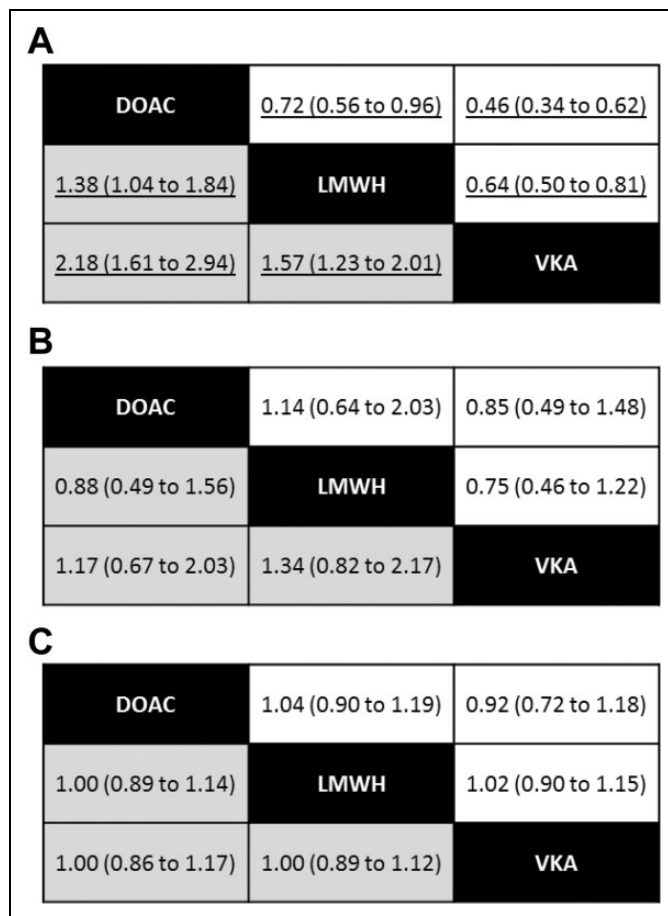 A
DOAC 0.72 (0.56 to 0.96) 0.46 (0.34 to 0.62)
1.38 (1.04 to 1.84) LMWH 0.64 (0.50 to 0.81)
2.18 (1.61 to 2.94) 1.57 (1.23 to 2.01) VKA
B
DOAC 1.14 (0.64 to 2.03) 0.85 (0.49 to 1.48)
0.88 (0.49 to 1.56) LMWH 0.75 (0.46 to 1.22)
1.17 (0.67 to 2.03) 1.34 (0.82 to 2.17) VKA
C
DOAC 1.04 (0.90 to 1.19) 0.92 (0.72 to 1.18)
1.00 (0.89 to 1.14) LMWH 1.02 (0.90 to 1.15)
1.00 (0.86 to 1.17) 1.00 (0.89 to 1.12) VKA